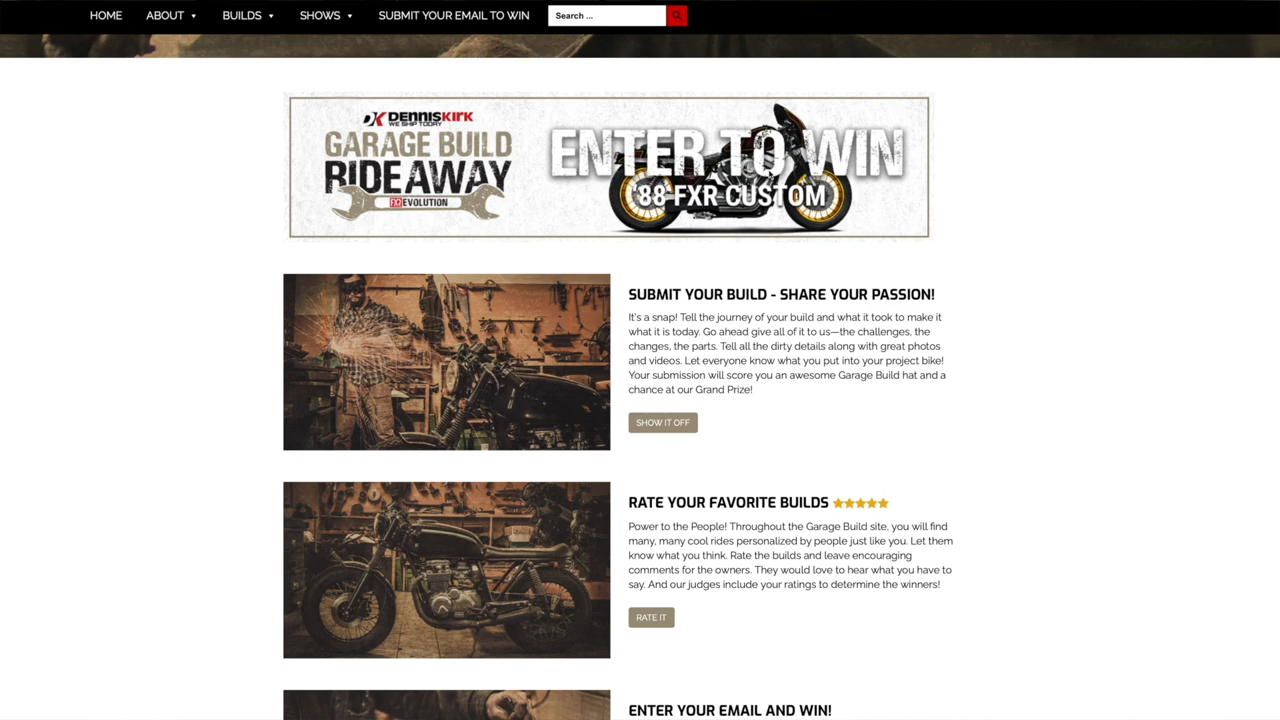 HOME ABOUT BUILDS SHOWS SUBMIT YOUR EMAIL TO WIN Search ...
DK DENNIS KIRK
WE SHIP TODAY
GARAGE BUILD
RIDEAWAY
FXR EVOLUTION
ENTER TO WIN
'88 FXR CUSTOM
SUBMIT YOUR BUILD - SHARE YOUR PASSION!
It's a snap! Tell the journey of your build and what it took to make it
what it is today. Go ahead give all of it to us—the challenges, the
changes, the parts. Tell all the dirty details along with great photos
and videos. Let everyone know what you put into your project bike!
Your submission will score you an awesome Garage Build hat and a
chance at our Grand Prize!
SHOW IT OFF
RATE YOUR FAVORITE BUILDS
Power to the People! Throughout the Garage Build site, you will find
many, many cool rides personalized by people just like you. Let them
know what you think. Rate the builds and leave encouraging
comments for the owners. They would love to hear what you have to
say. And our judges include your ratings to determine the winners!
RATE IT
ENTER YOUR EMAIL AND WIN!